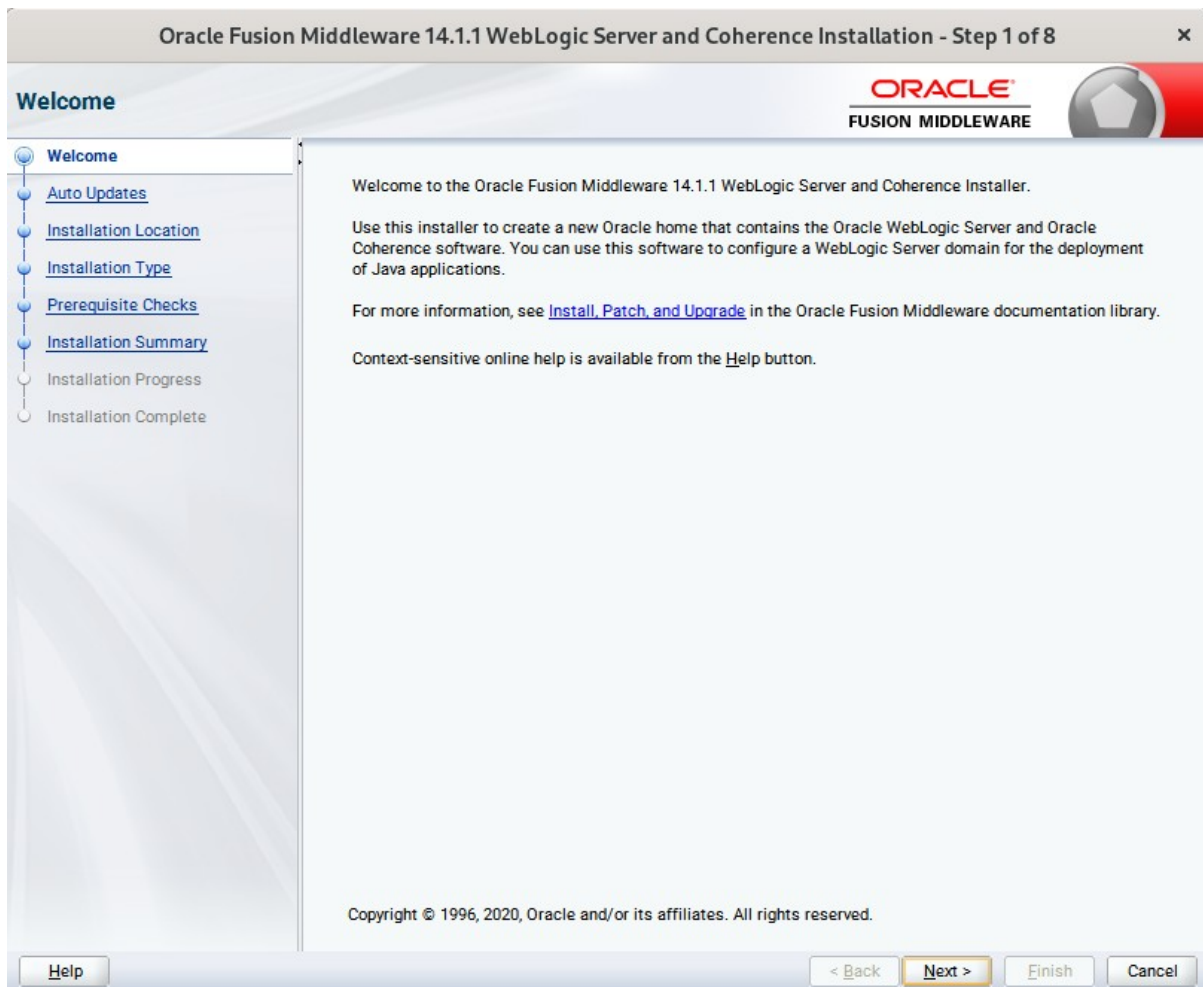 Oracle Fusion Middleware 14.1.1 WebLogic Server and Coherence Installation - Step 1 of 8
×
Welcome
ORACLE
FUSION MIDDLEWARE
Welcome
Auto Updates
Installation Location
Installation Type
Prerequisite Checks
Installation Summary
Installation Progress
Installation Complete
Welcome to the Oracle Fusion Middleware 14.1.1 WebLogic Server and Coherence Installer.
Use this installer to create a new Oracle home that contains the Oracle WebLogic Server and Oracle
Coherence software. You can use this software to configure a WebLogic Server domain for the deployment
of Java applications.
For more information, see Install, Patch, and Upgrade in the Oracle Fusion Middleware documentation library.
Context-sensitive online help is available from the Help button.
Copyright © 1996, 2020, Oracle and/or its affiliates. All rights reserved.
Help
< Back
Next >
Finish
Cancel